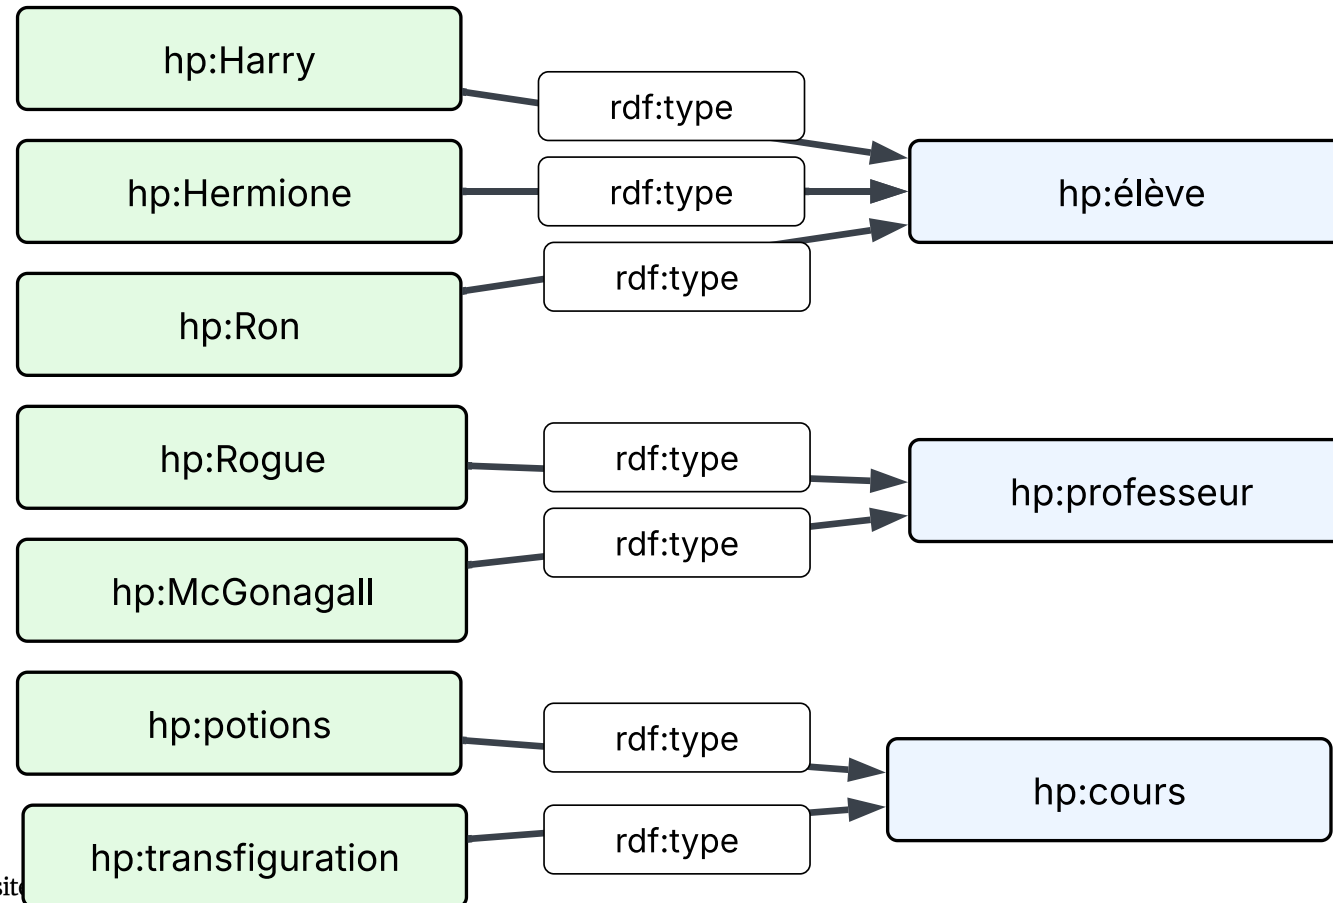 hp:Harry
rdf:type
hp:Hermione
rdf:type
hp:élève
rdf:type
hp:Ron
hp:Rogue
rdf:type
hp:professeur
rdf:type
hp:McGonagall
hp:potions
rdf:type
hp:cours
rdf:type
hp:transfiguration